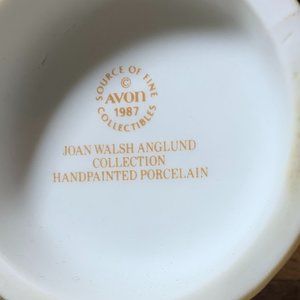 SOURCE OF FINE
©
AVON
1987
COLLECTIBLES
JOAN WALSH ANGLUND
COLLECTION
HANDPAINTED PORCELAIN